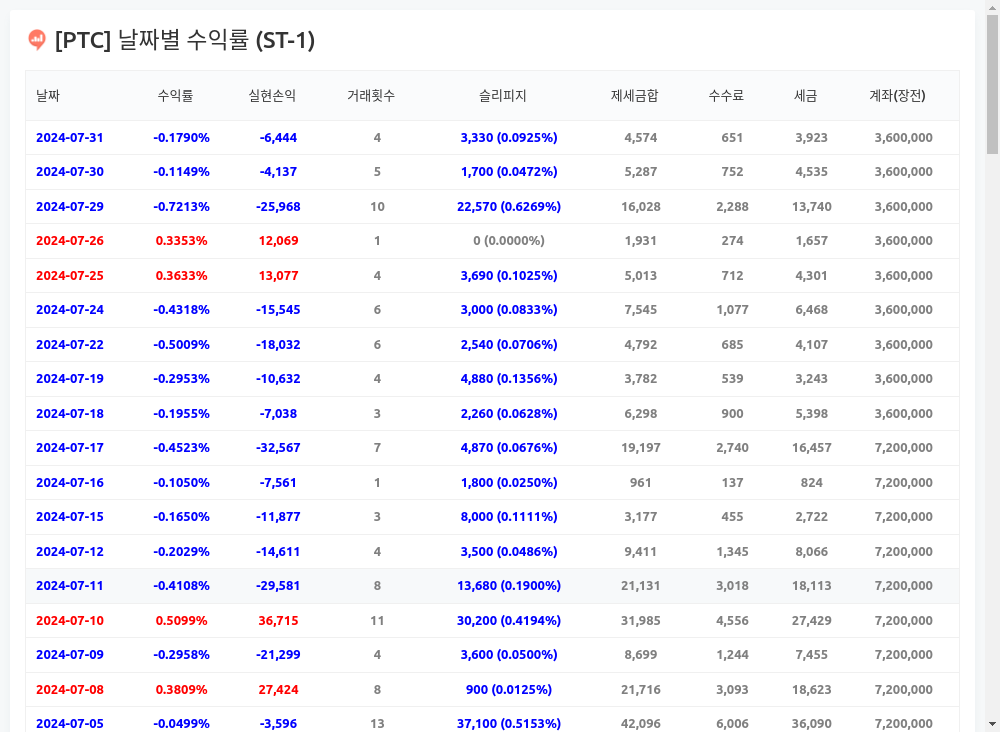 [PTC] 날짜별 수익률 (ST-1)
날짜 수익률 실현손익 거래횟수 슬리피지 제세금합 수수료 세금 계좌(장전)
2024-07-31 -0.1790% -6,444 4 3,330 (0.0925%) 4,574 651 3,923 3,600,000
2024-07-30 -0.1149% -4,137 5 1,700 (0.0472%) 5,287 752 4,535 3,600,000
2024-07-29 -0.7213% -25,968 10 22,570 (0.6269%) 16,028 2,288 13,740 3,600,000
2024-07-26 0.3353% 12,069 1 0 (0.0000%) 1,931 274 1,657 3,600,000
2024-07-25 0.3633% 13,077 4 3,690 (0.1025%) 5,013 712 4,301 3,600,000
2024-07-24 -0.4318% -15,545 6 3,000 (0.0833%) 7,545 1,077 6,468 3,600,000
2024-07-22 -0.5009% -18,032 6 2,540 (0.0706%) 4,792 685 4,107 3,600,000
2024-07-19 -0.2953% -10,632 4 4,880 (0.1356%) 3,782 539 3,243 3,600,000
2024-07-18 -0.1955% -7,038 3 2,260 (0.0628%) 6,298 900 5,398 3,600,000
2024-07-17 -0.4523% -32,567 7 4,870 (0.0676%) 19,197 2,740 16,457 7,200,000
2024-07-16 -0.1050% -7,561 1 1,800 (0.0250%) 961 137 824 7,200,000
2024-07-15 -0.1650% -11,877 3 8,000 (0.1111%) 3,177 455 2,722 7,200,000
2024-07-12 -0.2029% -14,611 4 3,500 (0.0486%) 9,411 1,345 8,066 7,200,000
2024-07-11 -0.4108% -29,581 8 13,680 (0.1900%) 21,131 3,018 18,113 7,200,000
2024-07-10 0.5099% 36,715 11 30,200 (0.4194%) 31,985 4,556 27,429 7,200,000
2024-07-09 -0.2958% -21,299 4 3,600 (0.0500%) 8,699 1,244 7,455 7,200,000
2024-07-08 0.3809% 27,424 8 900 (0.0125%) 21,716 3,093 18,623 7,200,000
2024-07-05 -0.0499% -3,596 13 37,100 (0.5153%) 42,096 6,006 36,090 7,200,000